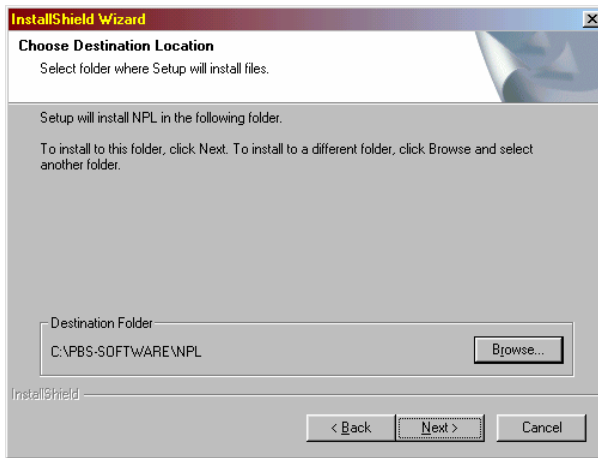 InstallShield Wizard
Choose Destination Location
Select folder where Setup will install files.
Setup will install NPL in the following folder.
To install to this folder, click Next. To install to a different folder, click Browse and select
another folder.
Destination Folder
C:\PBS-SOFTWARE\NPL
Browse...
InstallShield
< Back
Next >
Cancel